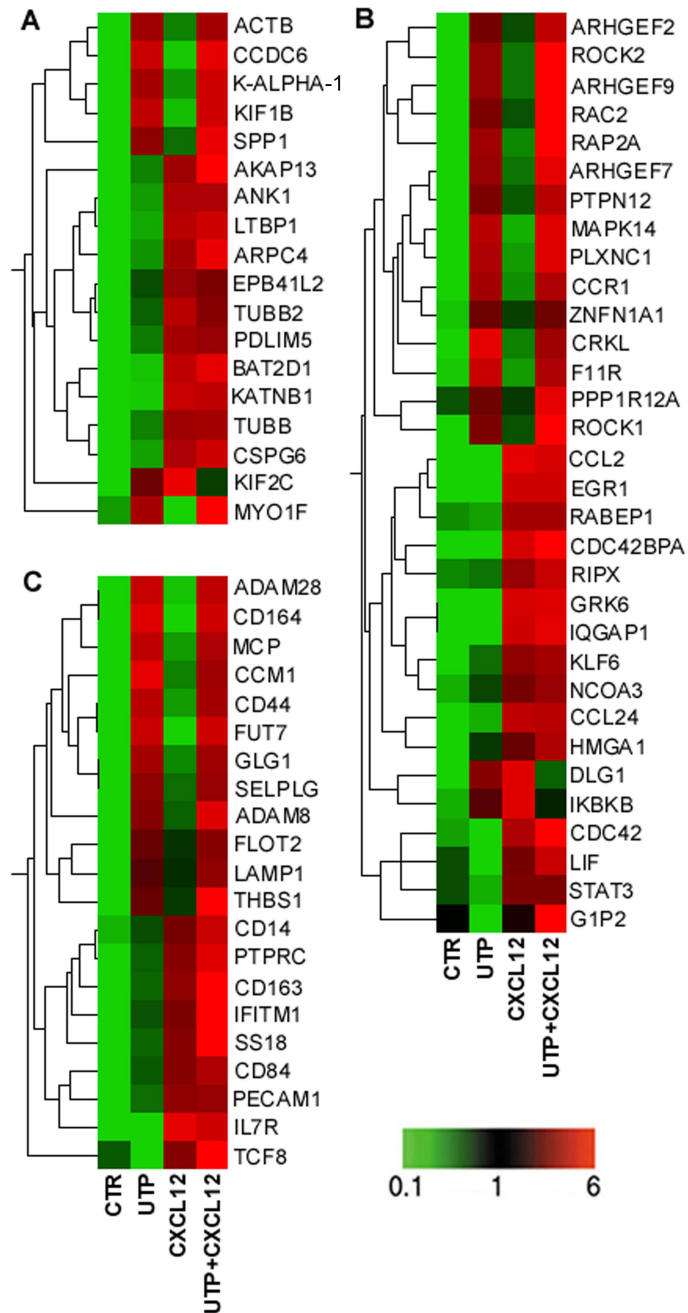 A
ACTB
CCDC6
K-ALPHA-1
KIF1B
SPP1
AKAP13
ANK1
LTBP1
ARPC4
EPB41L2
TUBB2
PDLIM5
BAT2D1
KATNB1
TUBB
CSPG6
KIF2C
MYO1F
B
ARHGEF2
ROCK2
ARHGEF9
RAC2
RAP2A
ARHGEF7
PTPN12
MAPK14
PLXNC1
CCR1
ZNFN1A1
CRKL
F11R
PPP1R12A
ROCK1
CCL2
EGR1
RABEP1
CDC42BPA
RIPX
GRK6
IQGAP1
KLF6
NCOA3
CCL24
HMGA1
DLG1
IKBKB
CDC42
LIF
STAT3
G1P2
CTR
UTP
CXCL12
UTP+CXCL12
C
ADAM28
CD164
MCP
CCM1
CD44
FUT7
GLG1
SELPLG
ADAM8
FLOT2
LAMP1
THBS1
CD14
PTPRC
CD163
IFITM1
SS18
CD84
PECAM1
IL7R
TCF8
CTR
UTP
CXCL12
UTP+CXCL12
0.1 1 6